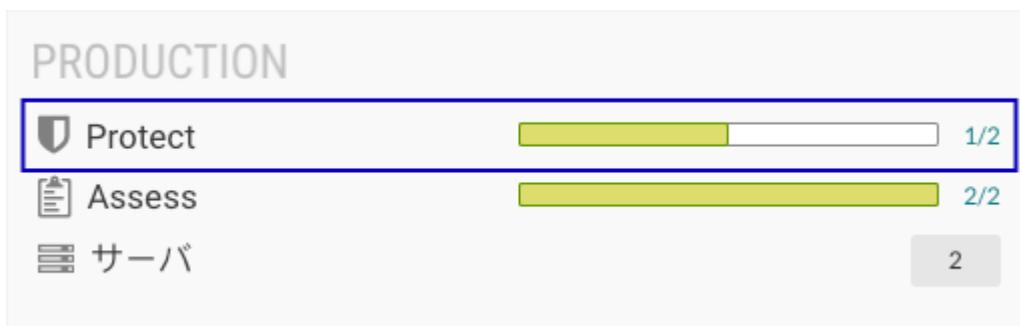 PRODUCTION
Protect 1/2
Assess 2/2
サーバ 2